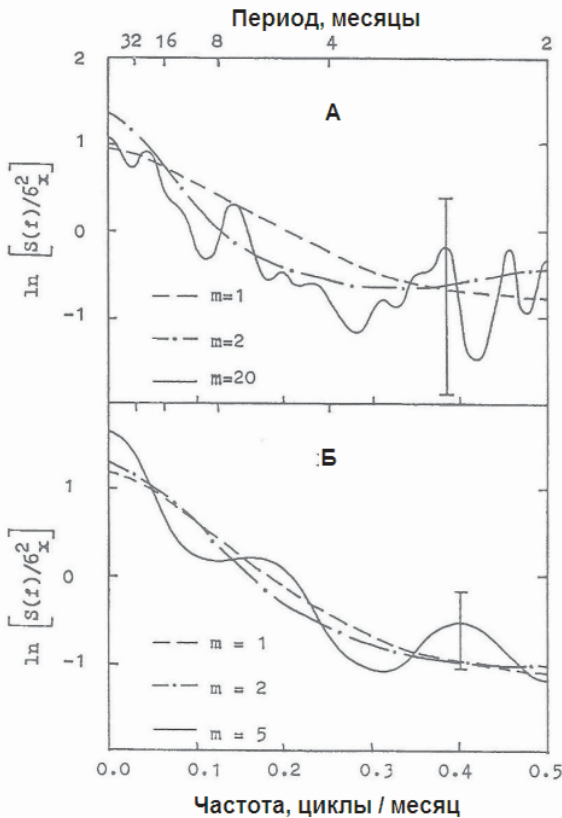 Период, месяцы
32 16 8 4 2
2
А
1
0
-1
ln [S(f)/б²x]
m=1
m=2
m=20
Б
1
0
-1
ln [S(f)/б²x]
m = 1
m = 2
m = 5
0.0 0.1 0.2 0.3 0.4 0.5
Частота, циклы / месяц